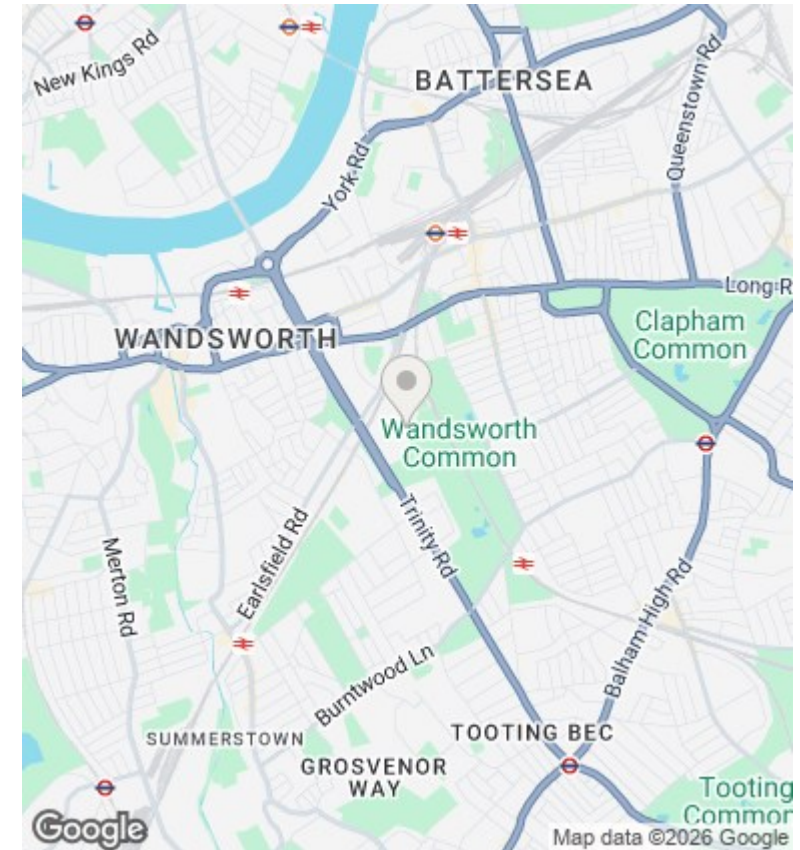 New Kings Rd
BATTERSEA
Queenstown Rd
York Rd
Long R
WANDSWORTH
Clapham
Common
Wandsworth
Common
Trinity Rd
Earlsfield Rd
Merton Rd
Balham High Rd
Burntwood Ln
SUMMERSTOWN
TOOTING BEC
GROSVENOR
WAY
Tooting
Common
Google
Map data ©2026 Google